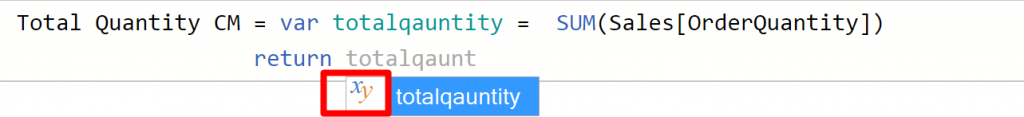 Total Quantity CM = var totalqauntity =  SUM(Sales[OrderQuantity])
return totalqaunt
xy totalqauntity